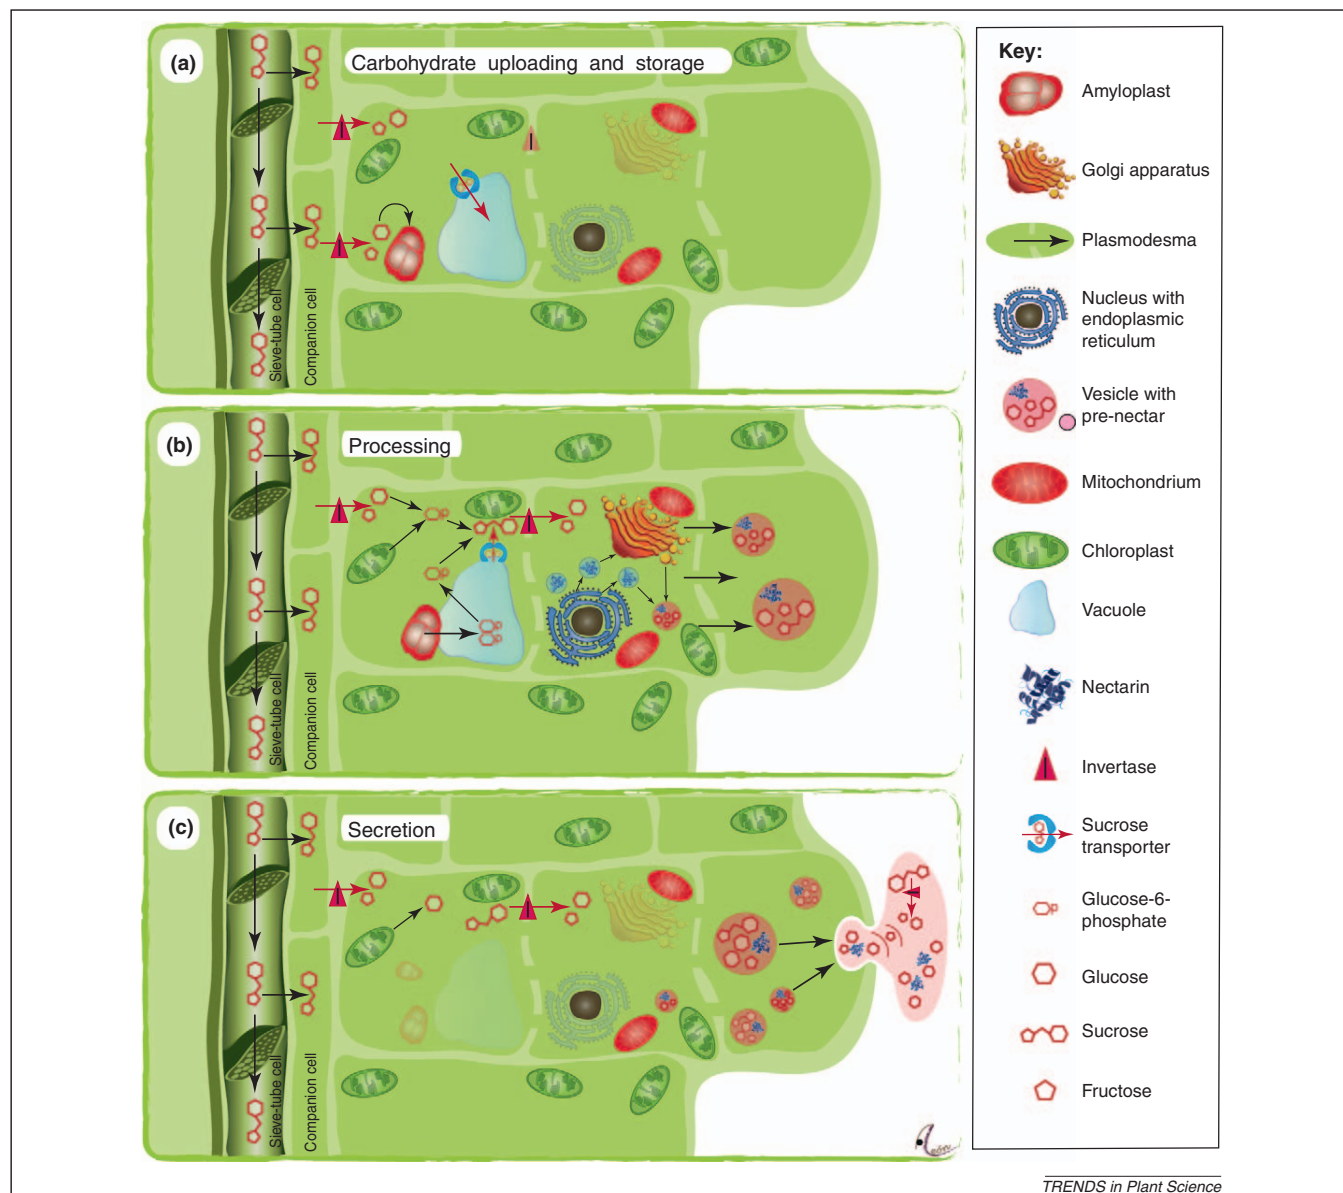 (a)
Carbohydrate uploading and storage
Sieve-tube cell
Companion cell
(b)
Processing
Sieve-tube cell
Companion cell
(c)
Secretion
Sieve-tube cell
Companion cell
Key:
Amyloplast
Golgi apparatus
Plasmodesma
Nucleus with
endoplasmic
reticulum
Vesicle with
pre-nectar
Mitochondrium
Chloroplast
Vacuole
Nectarin
Invertase
Sucrose
transporter
Glucose-6-
phosphate
Glucose
Sucrose
Fructose
TRENDS in Plant Science